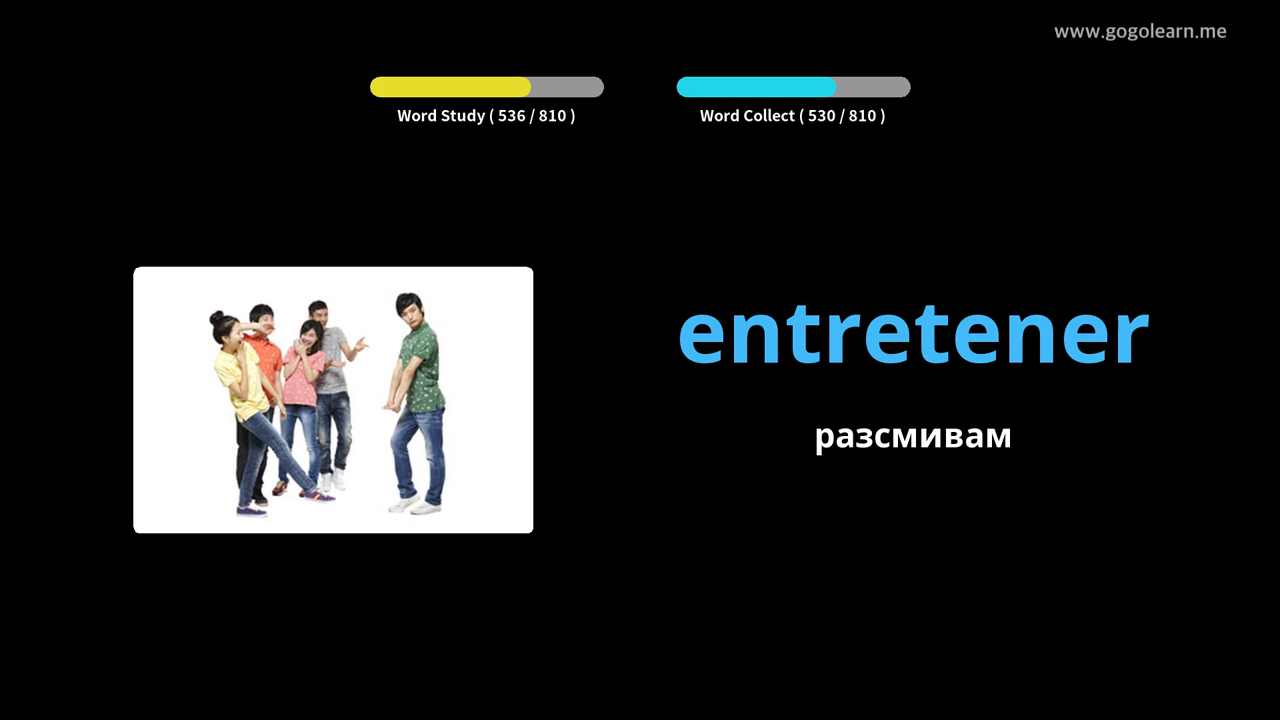 www.gogolearn.me
Word Study ( 536 / 810 )
Word Collect ( 530 / 810 )
entretener
разсмивам